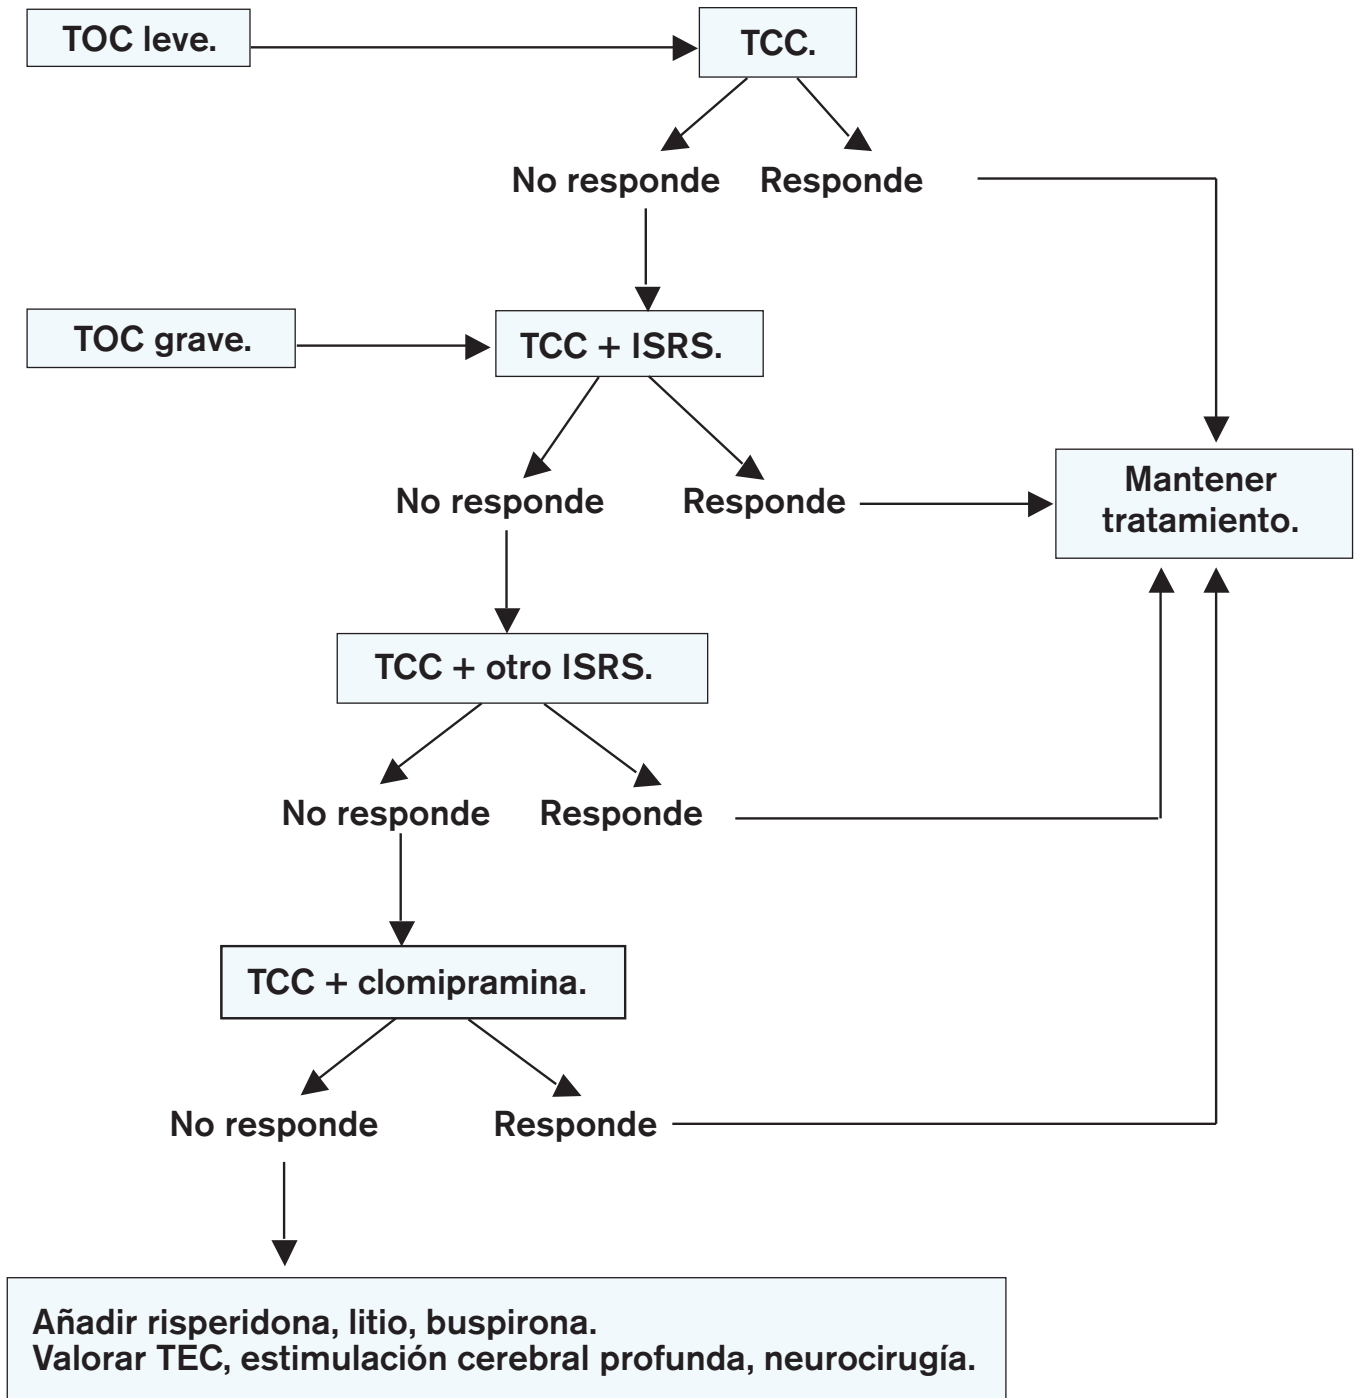 TOC leve.
TCC.
No responde
Responde
TOC grave.
TCC + ISRS.
Mantener
tratamiento.
No responde
Responde
TCC + otro ISRS.
No responde
Responde
TCC + clomipramina.
No responde
Responde
Añadir risperidona, litio, buspirona.
Valorar TEC, estimulación cerebral profunda, neurocirugía.